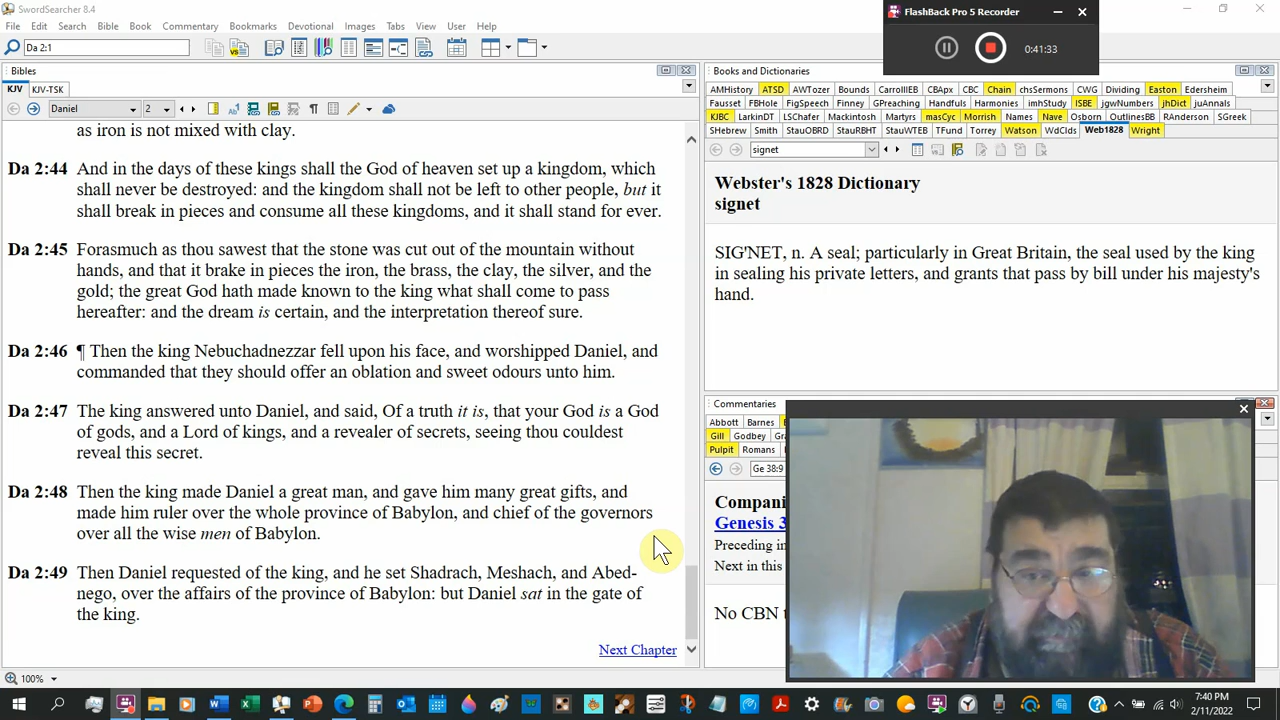 SwordSearcher 8.4
File Edit Search Bible Book Commentary Bookmarks Devotional Images Tabs View User Help
Da 2:1
FlashBack Pro 5 Recorder
0:41:33
Bibles
KJV KJV-TSK
Daniel 2
as iron is not mixed with clay.
Da 2:44 And in the days of these kings shall the God of heaven set up a kingdom, which
shall never be destroyed: and the kingdom shall not be left to other people, but it
shall break in pieces and consume all these kingdoms, and it shall stand for ever.
Da 2:45 Forasmuch as thou sawest that the stone was cut out of the mountain without
hands, and that it brake in pieces the iron, the brass, the clay, the silver, and the
gold; the great God hath made known to the king what shall come to pass
hereafter: and the dream is certain, and the interpretation thereof sure.
Da 2:46 ¶ Then the king Nebuchadnezzar fell upon his face, and worshipped Daniel, and
commanded that they should offer an oblation and sweet odours unto him.
Da 2:47 The king answered unto Daniel, and said, Of a truth it is, that your God is a God
of gods, and a Lord of kings, and a revealer of secrets, seeing thou couldest
reveal this secret.
Da 2:48 Then the king made Daniel a great man, and gave him many great gifts, and
made him ruler over the whole province of Babylon, and chief of the governors
over all the wise men of Babylon.
Da 2:49 Then Daniel requested of the king, and he set Shadrach, Meshach, and Abed-
nego, over the affairs of the province of Babylon: but Daniel sat in the gate of
the king.
Next Chapter
100%
Books and Dictionaries
AMHistory ATSD AWTozer Bounds CarrollEB CBApx CBC Chain chsSermons CWG Dividing Easton Edersheim
Fausset FBHole FigSpeech Finney GPreaching Handfuls Harmonies imhStudy ISBE jgwNumbers jhDict juAnnals
KJBC LarkinDT LSChafer Mackintosh Martyrs masCyc Morrish Names Nave Osborn OutlinesBB RAnderson SGreek
SHebrew Smith StauOBRD StauRBHT StauWTEB TFund Torrey Watson WdClds Web1828 Wright
signet
Webster's 1828 Dictionary
signet
SIG'NET, n. A seal; particularly in Great Britain, the seal used by the king
in sealing his private letters, and grants that pass by bill under his majesty's
hand.
Commentaries
Abbott Barnes
Gill Godbey
Pulpit Romans
Ge 38:9
Compani
Genesis 3
Preceding in
Next in this
No CBN
7:40 PM
2/11/2022